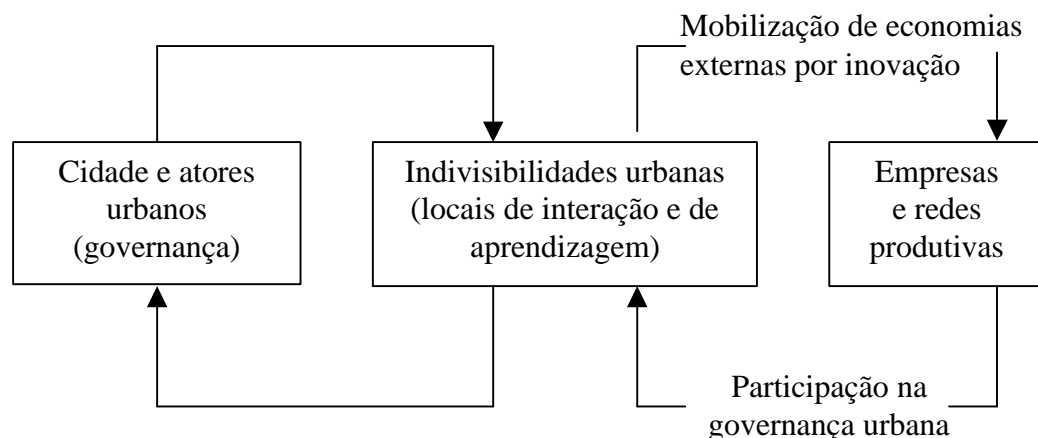 Mobilização de economias
externas por inovação
Cidade e atores
urbanos
(governança)
Indivisibilidades urbanas
(locais de interação e de
aprendizagem)
Empresas
e redes
produtivas
Participação na
governança urbana